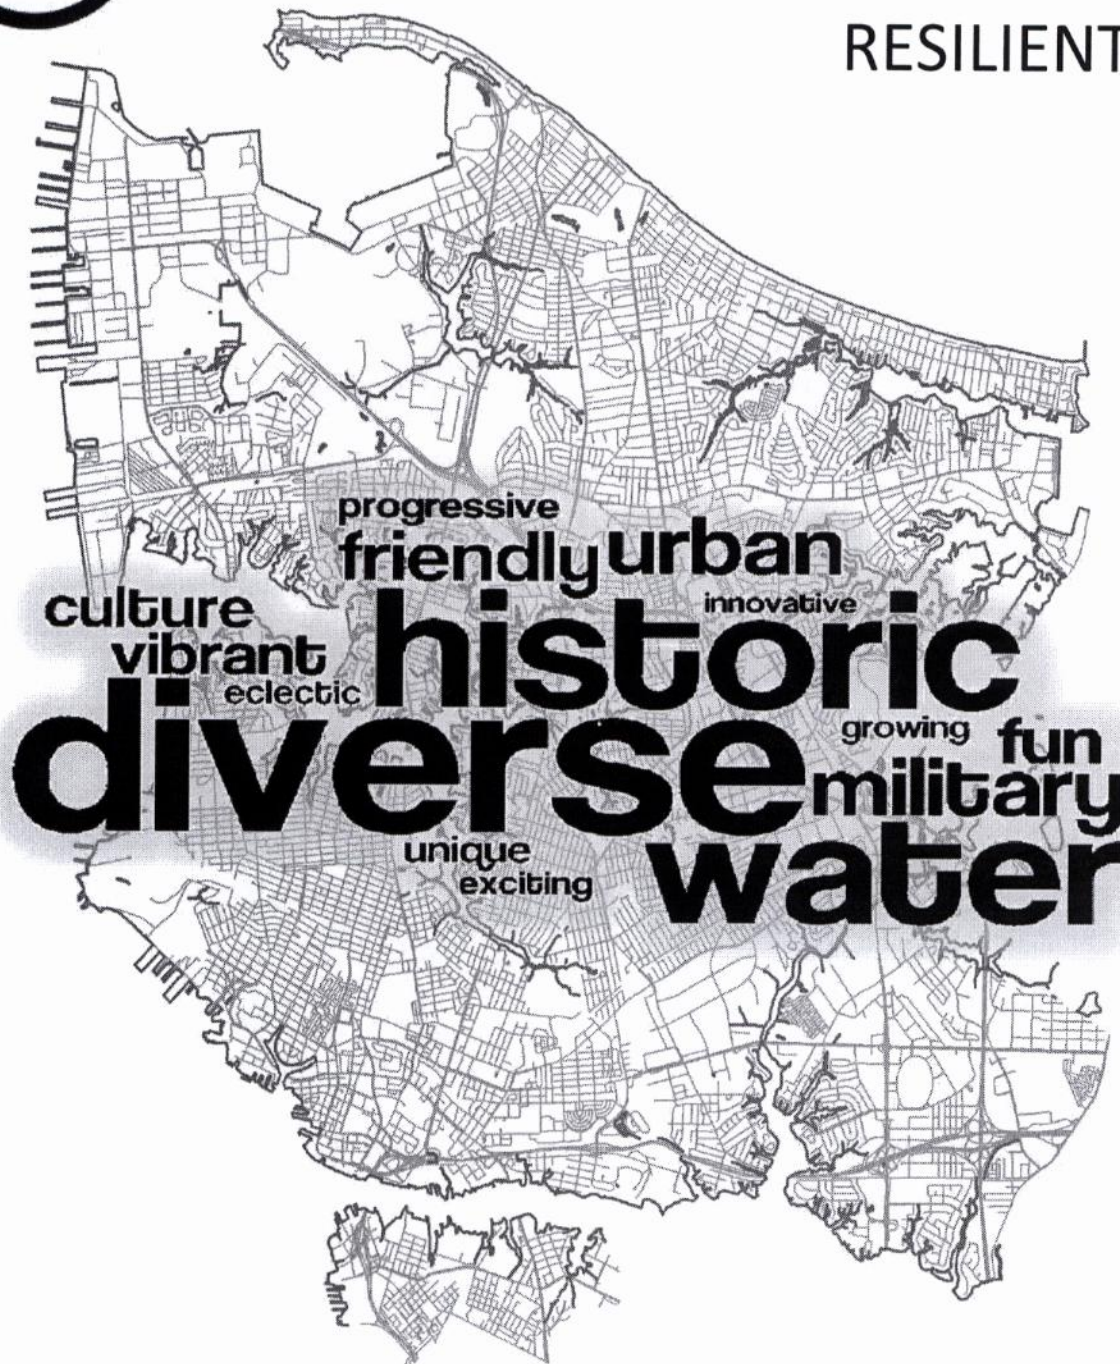 RESILIENT
progressive
friendly urban
culture
innovative
vibrant
historic
eclectic
diverse
growing
fun
military
unique
water
exciting